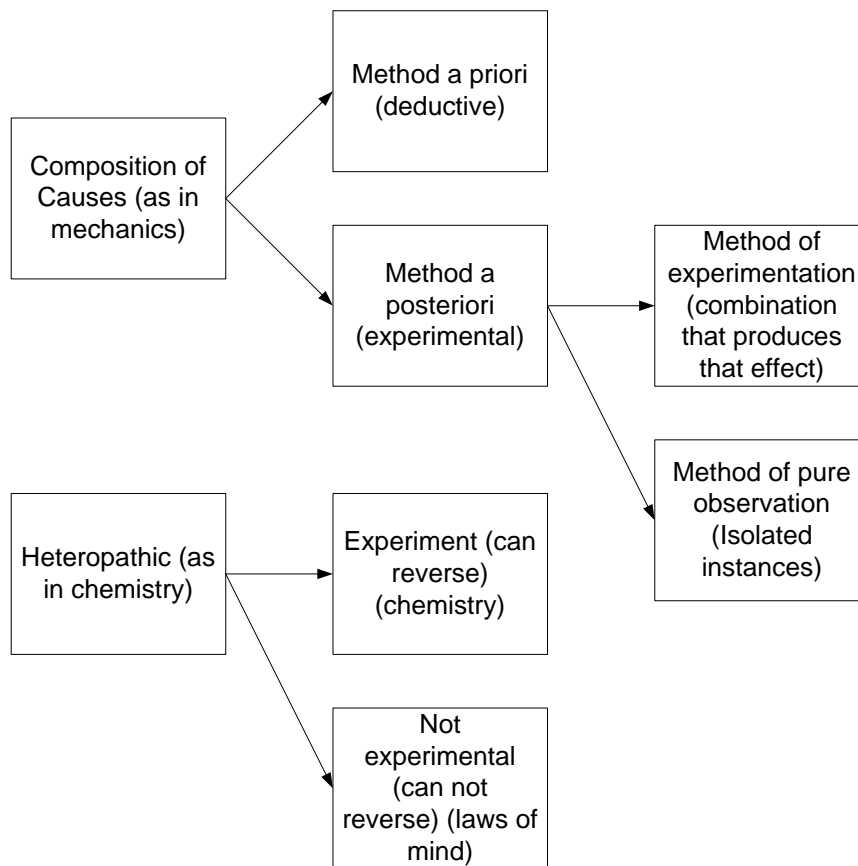 Method a priori
(deductive)
Composition of
Causes (as in
mechanics)
Method a
posteriori
(experimental)
Method of
experimentation
(combination
that produces
that effect)
Method of pure
observation
(Isolated
instances)
Heteropathic (as
in chemistry)
Experiment (can
reverse)
(chemistry)
Not
experimental
(can not
reverse) (laws of
mind)